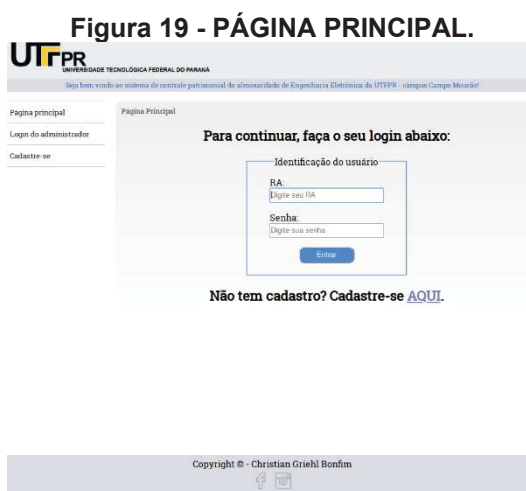 Figura 19 - PÁGINA PRINCIPAL.
UTFPR
UNIVERSIDADE TECNOLÓGICA FEDERAL DO PARANÁ
Seja bem vindo ao sistema de controle patrimonial do almoxarifado de Engenharia Eletrônica da UTFPR - câmpus Campo Mourão!
Página principal
Login do administrador
Cadastre-se
Página Principal
Para continuar, faça o seu login abaixo:
Identificação do usuário
RA:
Digite seu RA
Senha:
Digite sua senha
Entrar
Não tem cadastro? Cadastre-se AQUI.
Copyright © - Christian Griehl Bonfim